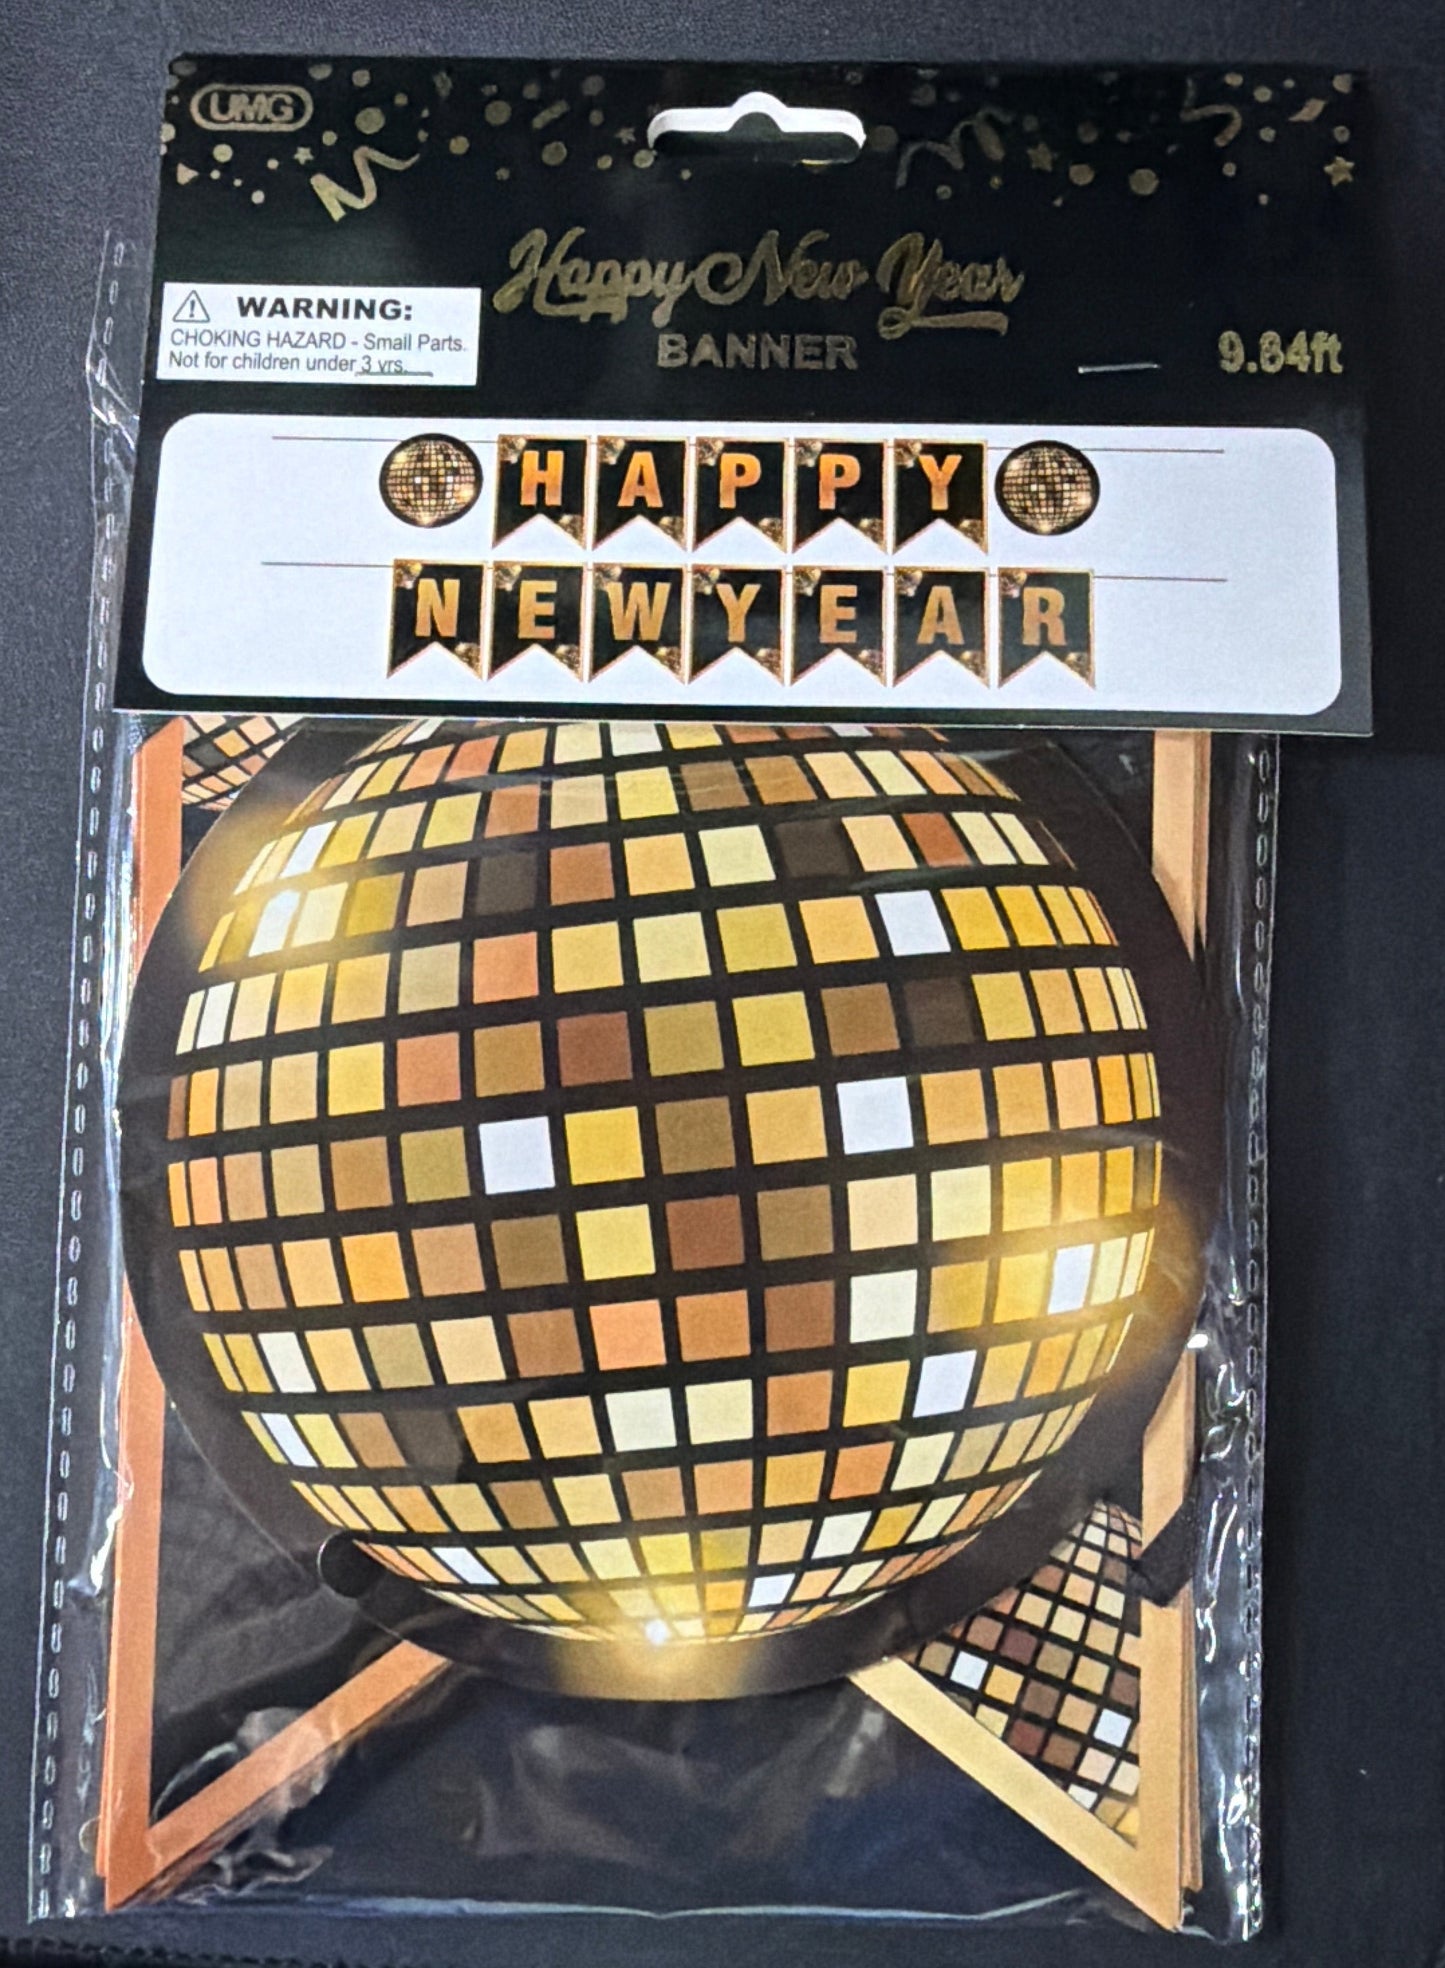 UMG
Happy New Year
BANNER
9.84ft
WARNING:
CHOKING HAZARD - Small Parts.
Not for children under 3 yrs.
HAPPY
NEWYEAR